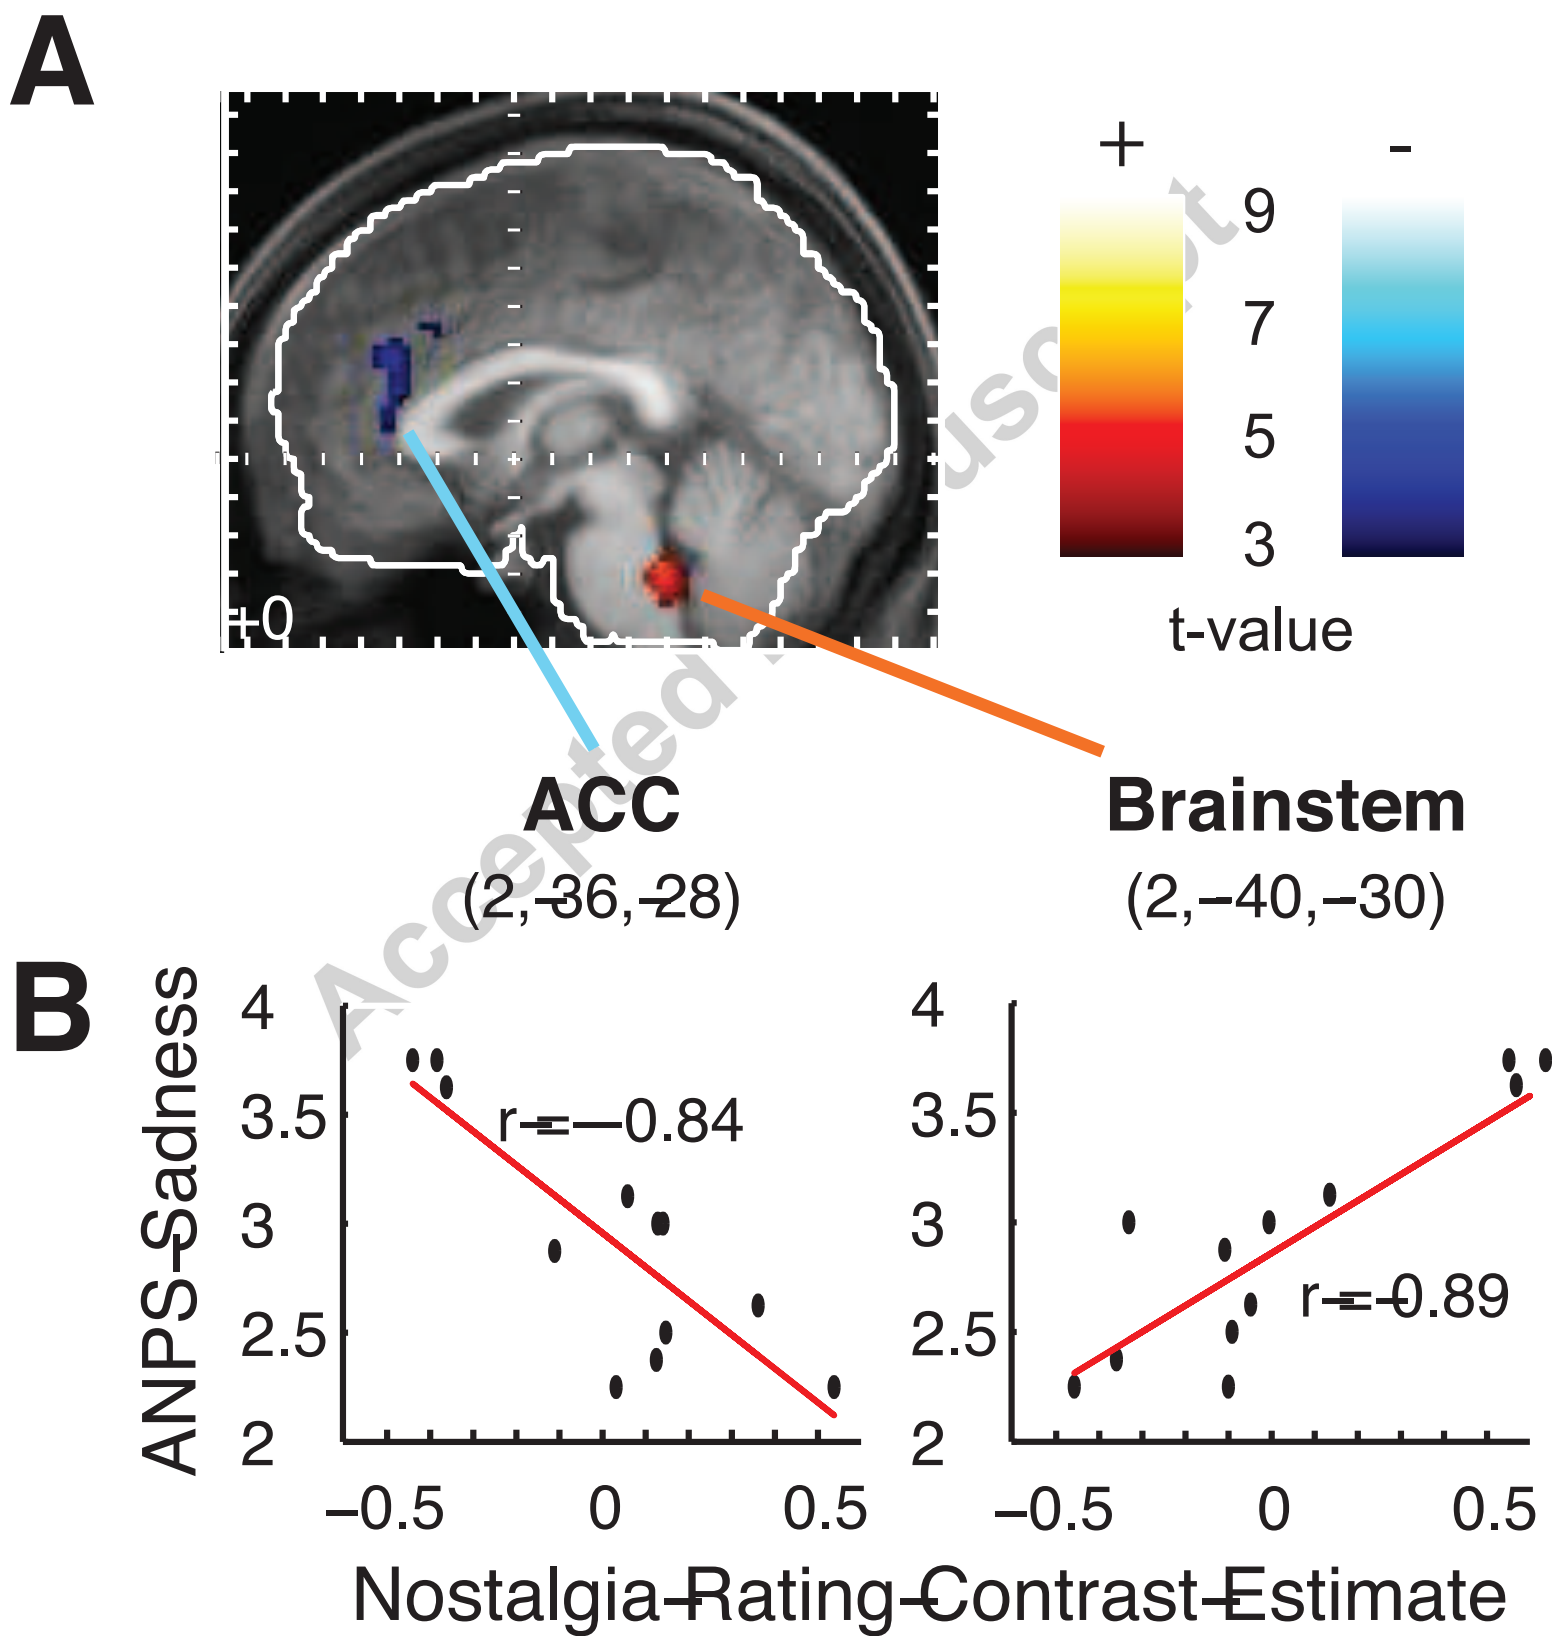 A
+ -
9
7
5
3
t-value
+0
Accepted Manuscript
ACC
Brainstem
(2,–36,–28)
(2,–40,–30)
B
ANPS–Sadness
4
3.5
3
2.5
2
r–=–−0.84
−0.5 0 0.5
4
3.5
3
2.5
2
r–=–0.89
−0.5 0 0.5
Nostalgia–Rating–Contrast–Estimate